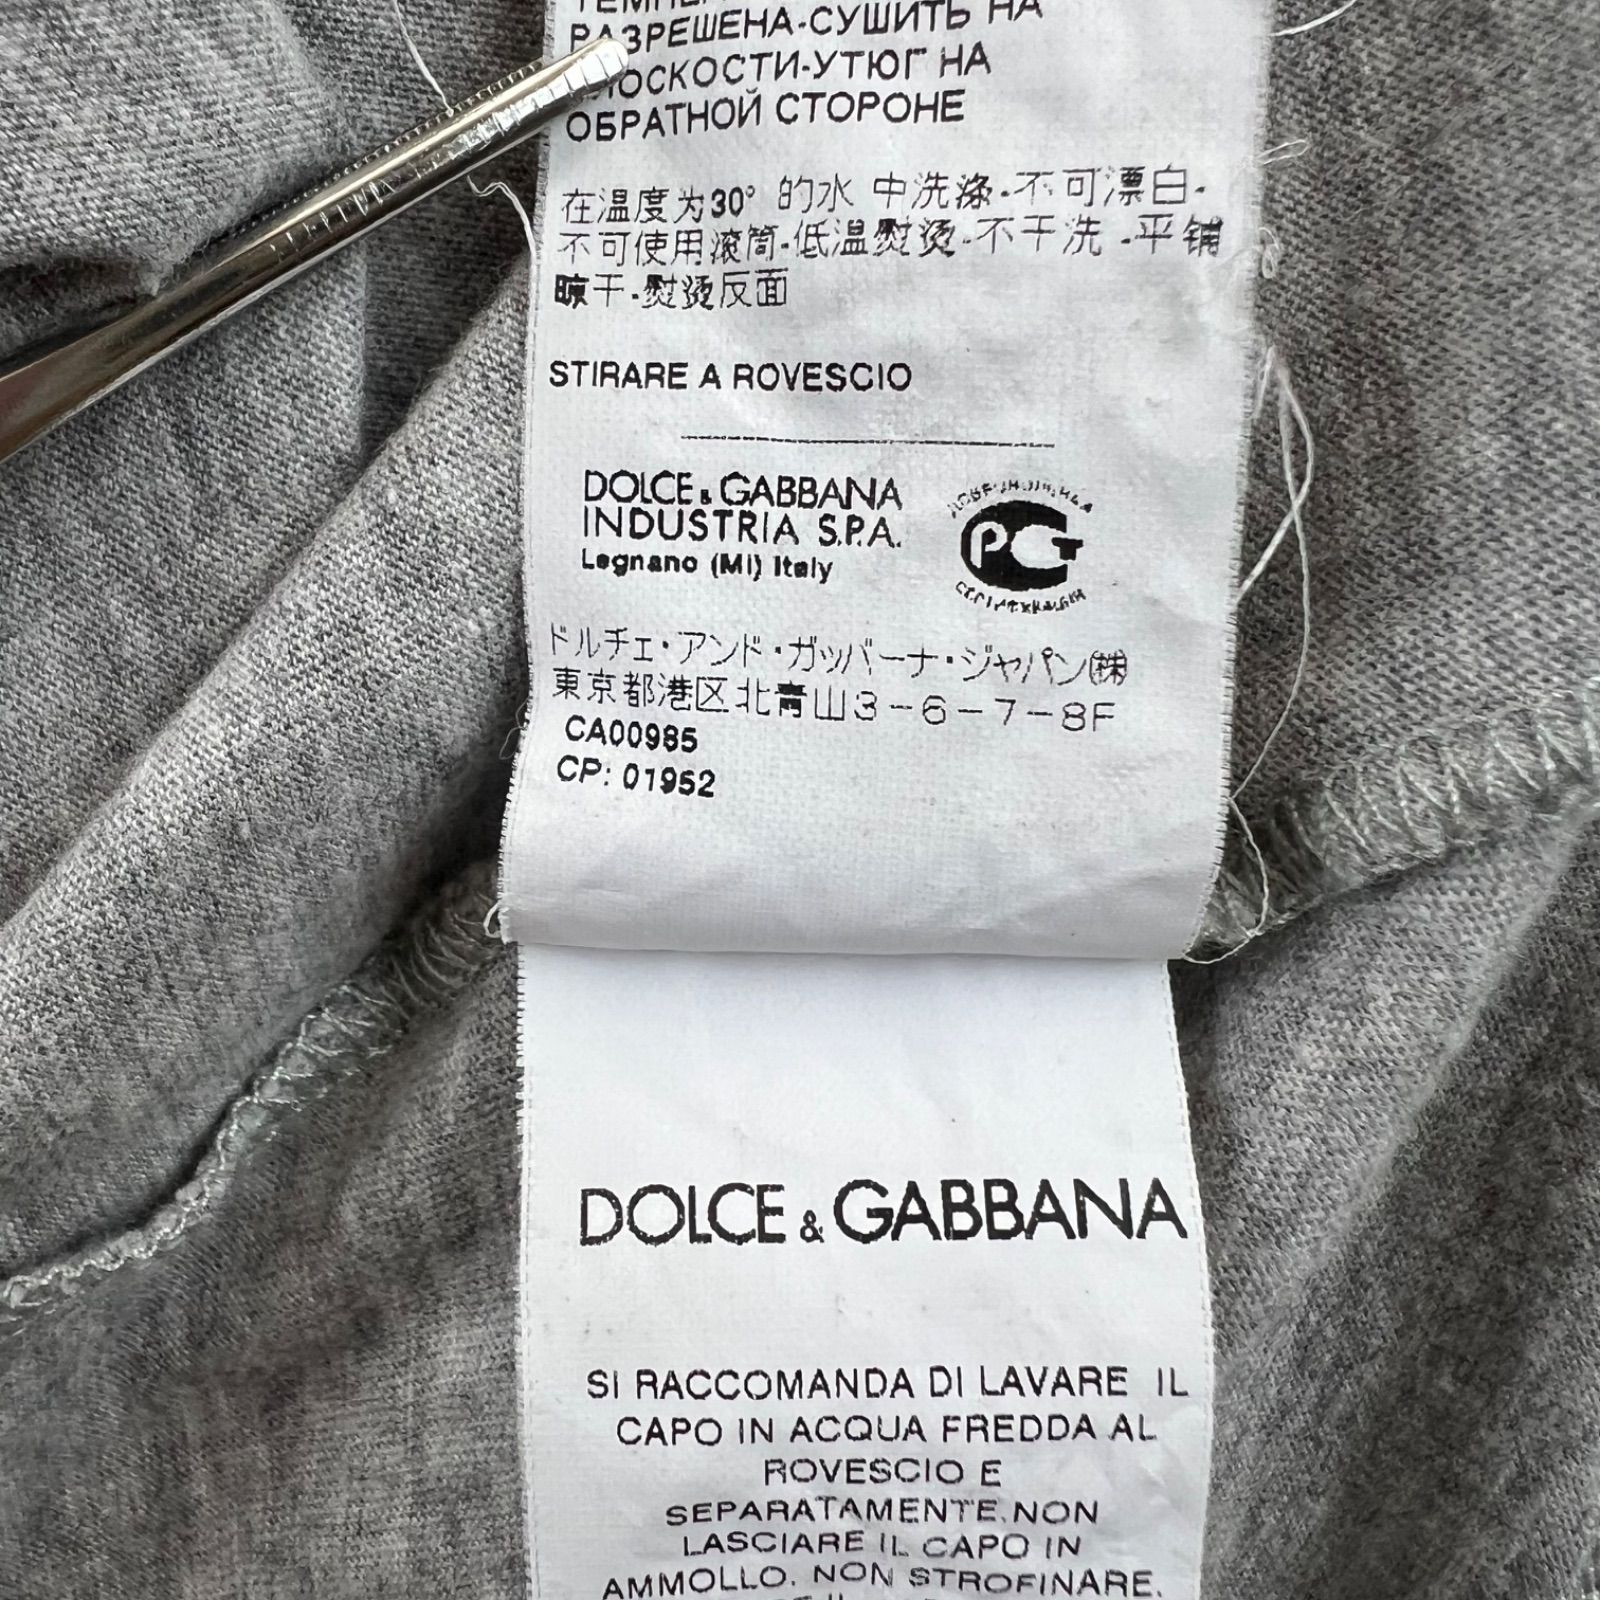 РАЗРЕШЕНА-СУШИТЬ НА
ПЛОСКОСТИ-УТЮГ НА
ОБРАТНОЙ СТОРОНЕ
在温度为30° 的水 中洗涤-不可漂白-
不可使用滚筒-低温熨烫-不干洗 -平铺
晾干-熨烫反面
STIRARE A ROVESCIO
DOLCE & GABBANA
INDUSTRIA S.P.A.
Legnano (MI) Italy
PCT
ドルチェ・アンド・ガッバーナ・ジャパン㈱
東京都港区北青山3-6-7-8F
CA00985
CP: 01952
DOLCE & GABBANA
SI RACCOMANDA DI LAVARE IL
CAPO IN ACQUA FREDDA AL
ROVESCIO E
SEPARATAMENTE.NON
LASCIARE IL CAPO IN
AMMOLLO. NON STROFINARE.